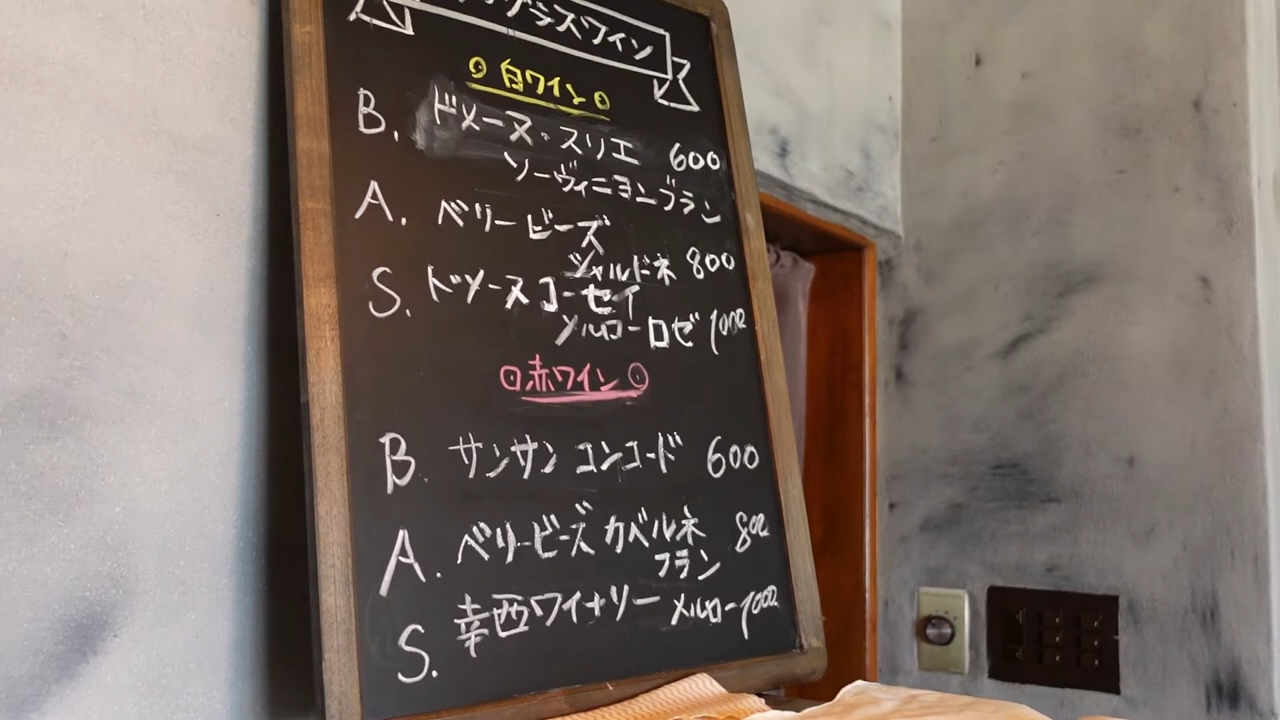 グラスワイン
◎白ワイン◎
B. ドメーヌ・スリエ 600
ソーヴィニヨンブラン
A. ベリービーズ
シャルドネ 800
S. ドメーヌコーセイ
メルローロゼ 1000
◎赤ワイン◎
B. サンサンコンコード 600
A. ベリービーズ カベルネ 800
フラン
S. 幸西ワイナリー メルロー 1000